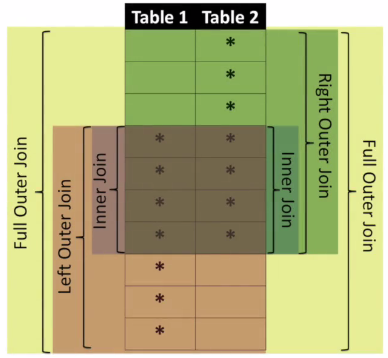 Table 1 Table 2
*
*
*
* *
* *
* *
* *
*
*
*
Full Outer Join
Left Outer Join
Inner Join
Inner Join
Right Outer Join
Full Outer Join